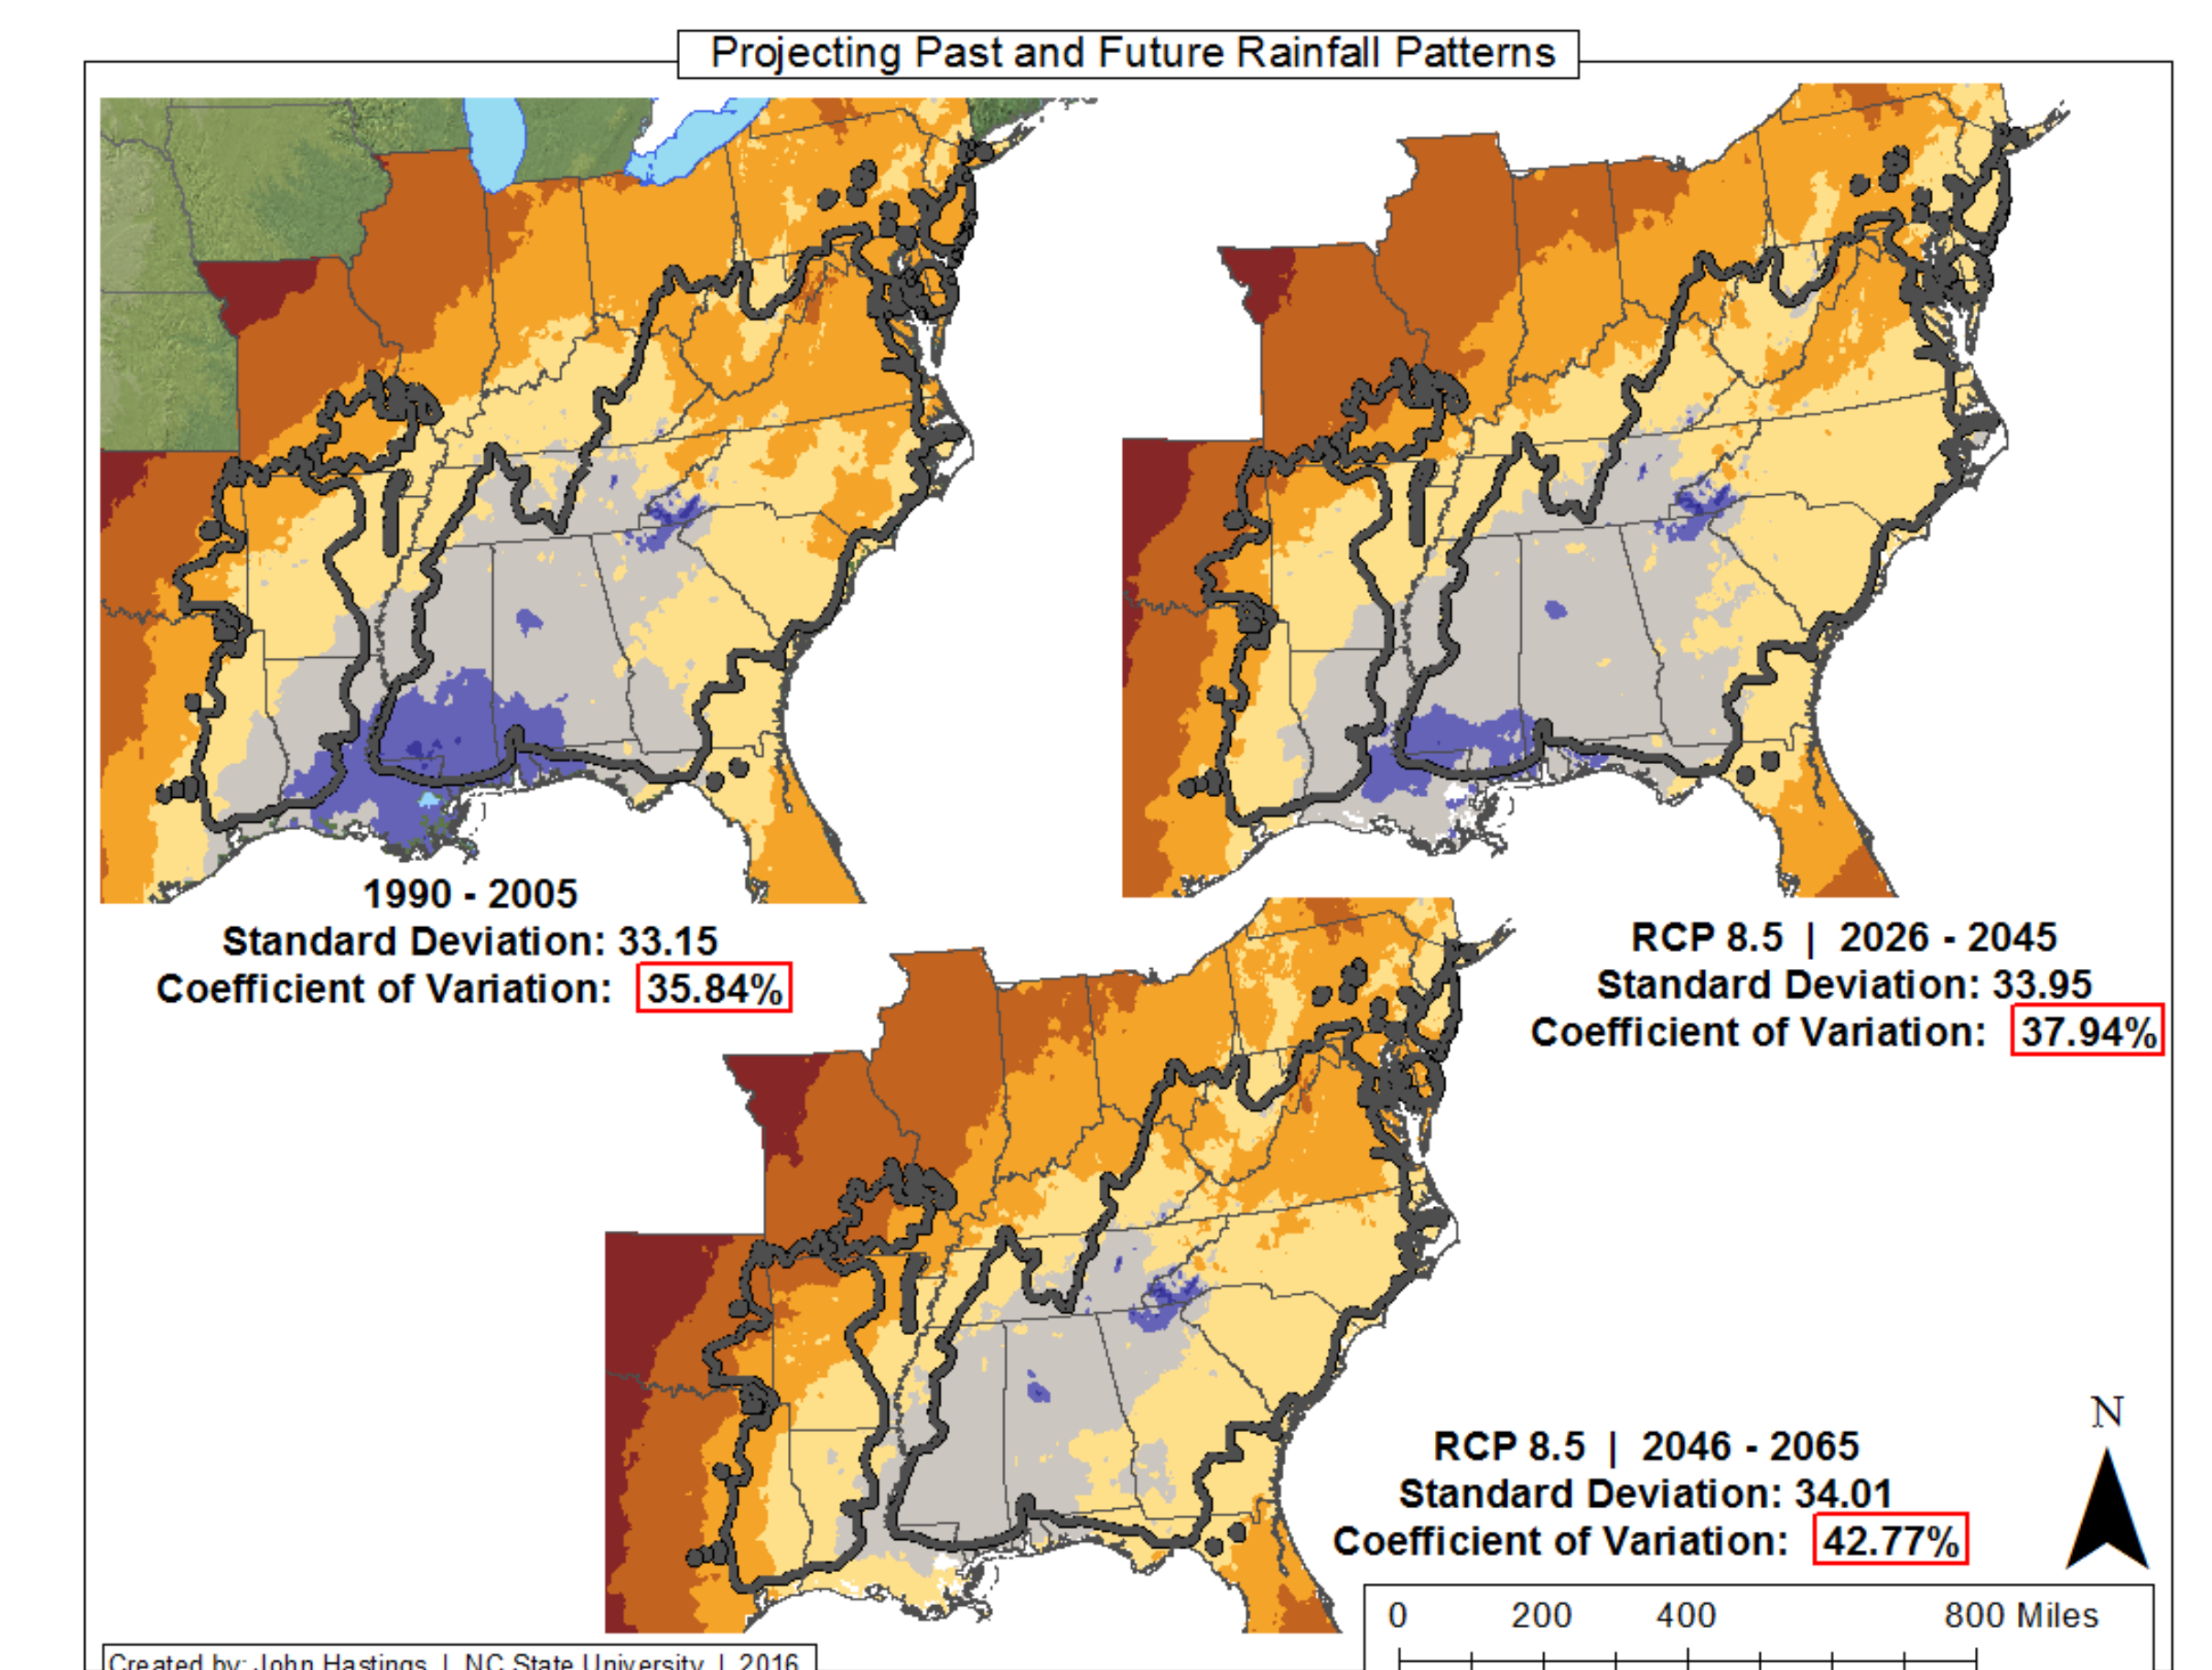 Projecting Past and Future Rainfall Patterns
1990 - 2005
Standard Deviation: 33.15
Coefficient of Variation: 35.84%
RCP 8.5 | 2026 - 2045
Standard Deviation: 33.95
Coefficient of Variation: 37.94%
RCP 8.5 | 2046 - 2065
Standard Deviation: 34.01
Coefficient of Variation: 42.77%
N
0 200 400 800 Miles
Created by: John Hastings | NC State University | 2016